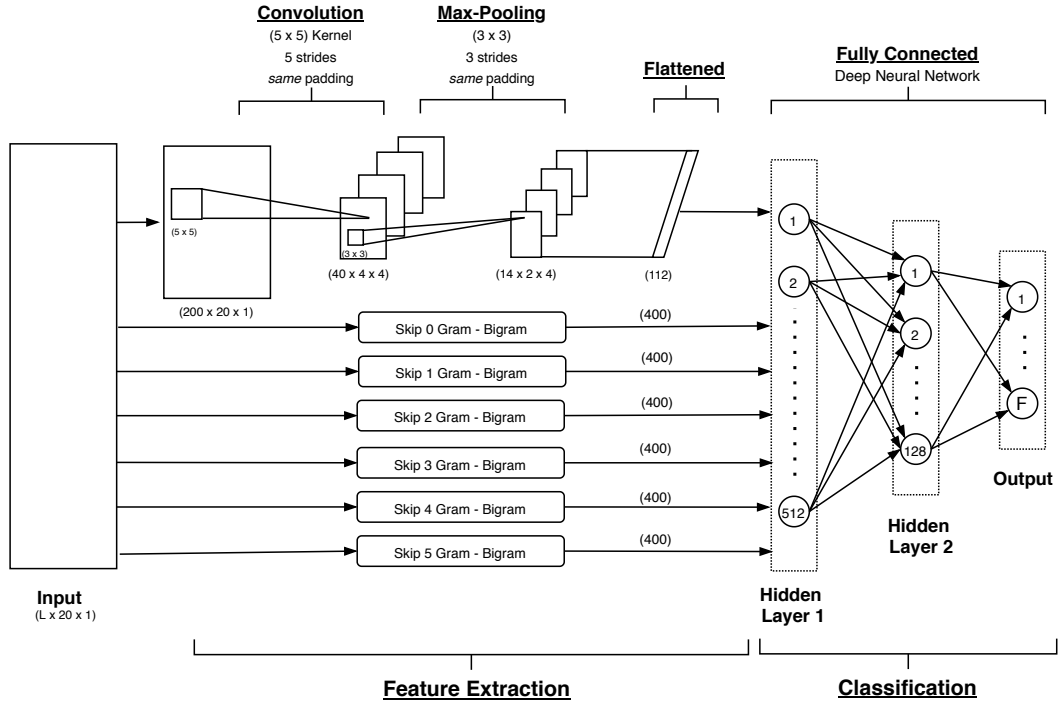 Convolution
(5 x 5) Kernel
5 strides
same padding
Max-Pooling
(3 x 3)
3 strides
same padding
Flattened
Fully Connected
Deep Neural Network
(5 x 5)
(200 x 20 x 1)
(3 x 3)
(40 x 4 x 4)
(14 x 2 x 4)
(112)
Skip 0 Gram - Bigram
(400)
Skip 1 Gram - Bigram
(400)
Skip 2 Gram - Bigram
(400)
Skip 3 Gram - Bigram
(400)
Skip 4 Gram - Bigram
(400)
Skip 5 Gram - Bigram
(400)
1
2
512
1
2
128
1
F
Input
(L x 20 x 1)
Hidden
Layer 1
Hidden
Layer 2
Output
Feature Extraction
Classification